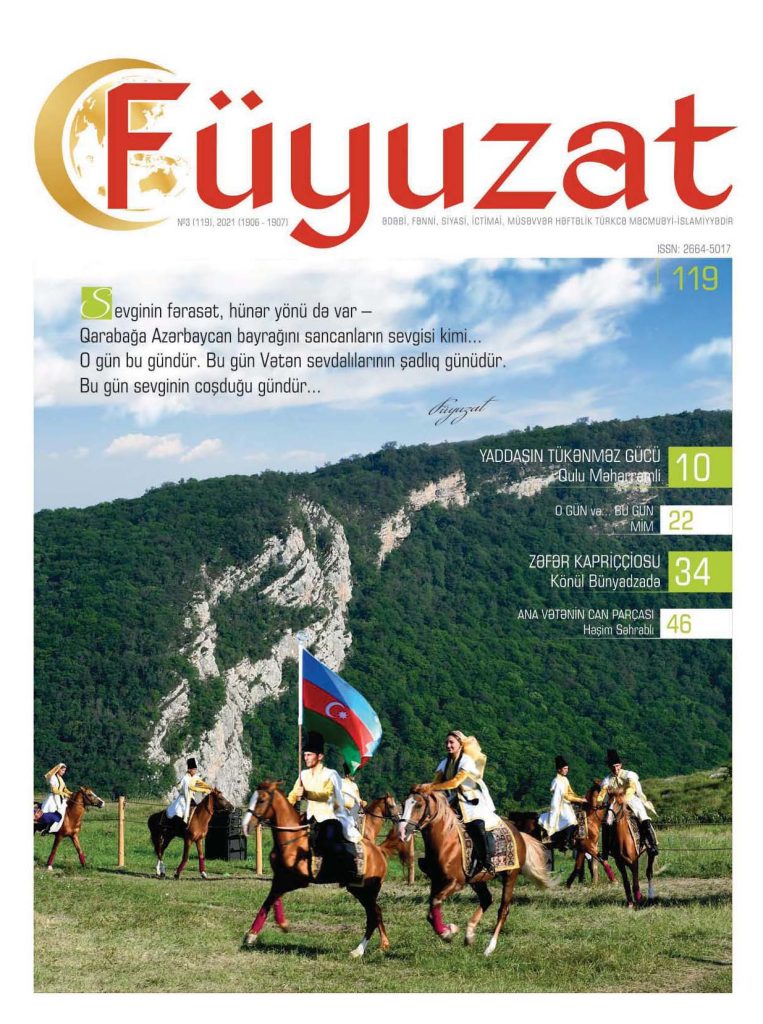 Füyuzat
№3 (119), 2021 (1906 - 1907)
ƏDƏBİ, FƏNNİ, SİYASİ, İCTİMAİ, MÜSƏVVƏR HƏFTƏLİK TÜRKCƏ MƏCMUƏYİ-İSLAMİYYƏDİR
ISSN: 2664-5017
119
Sevginin fərasət, hünər yönü də var –
Qarabağa Azərbaycan bayrağını sancanların sevgisi kimi...
O gün bu gündür. Bu gün Vətən sevdalılarının şadlıq günüdür.
Bu gün sevginin coşduğu gündür...
Füyuzat
YADDAŞIN TÜKƏNMƏZ GÜCÜ
Qulu Məhərrəmli
10
O GÜN və... BU GÜN
MİM
22
ZƏFƏR KAPRİÇÇİOSU
Könül Bünyadzadə
34
ANA VƏTƏNİN CAN PARÇASI
Haşim Səhrablı
46